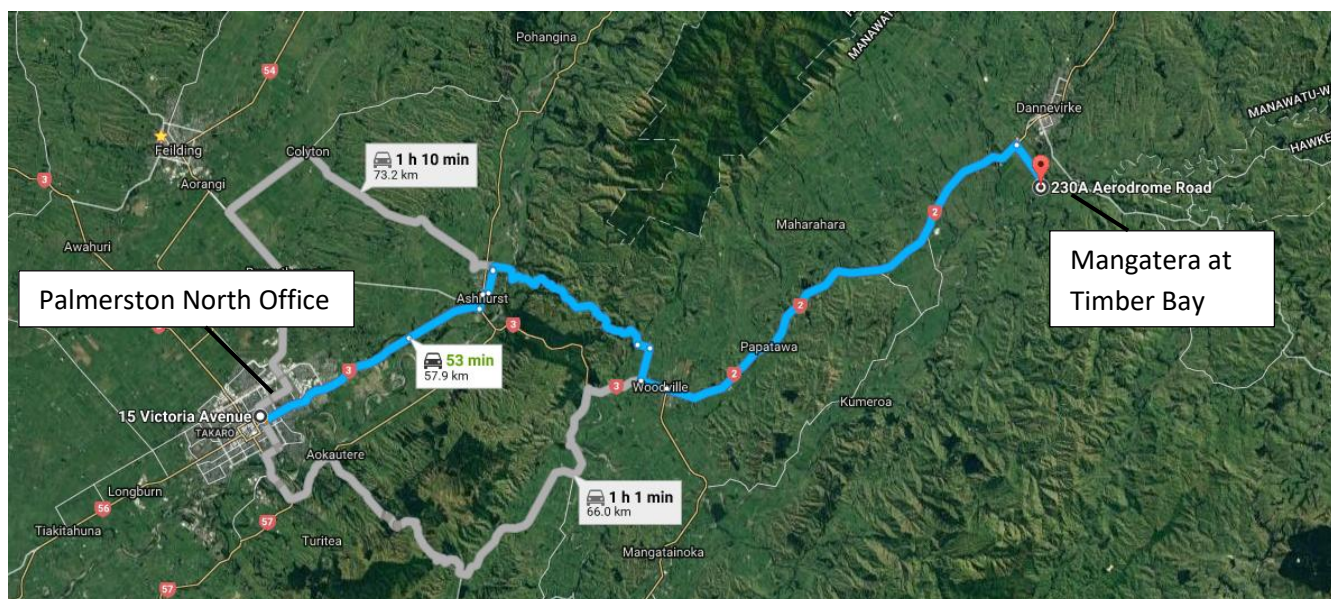 Pohangina
MANAWAT
54
Dannevirke
MANAWATU-W
HAWKE
Feilding
Colyton
1 h 10 min
73.2 km
Aorangi
3
230A Aerodrome Road
2
Maharahara
Awahuri
Mangatera at
Timber Bay
Palmerston North Office
Ashhurst
3
2
3
53 min
57.9 km
Papatawa
2
Woodville
3
Kumeroa
15 Victoria Avenue
TAKARO
Aokautere
Longburn
56
1 h 1 min
66.0 km
57
Tiakitahuna
Turitea
Mangatainoka
57